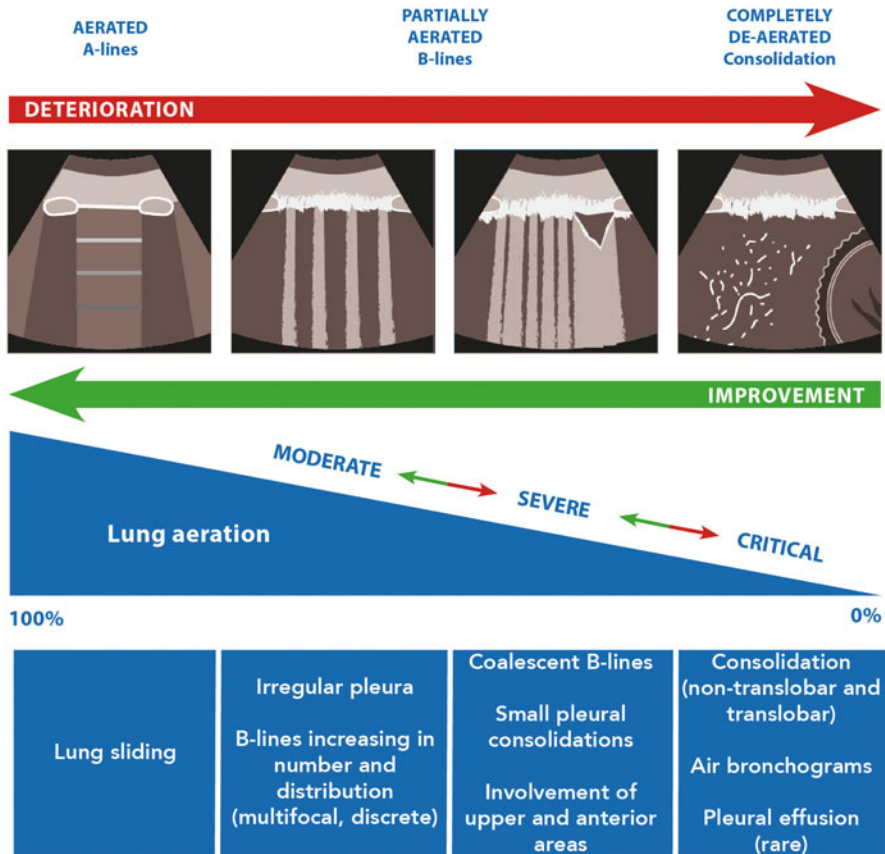 AERATED
A-lines
PARTIALLY
AERATED
B-lines
COMPLETELY
DE-AERATED
Consolidation
DETERIORATION
IMPROVEMENT
MODERATE
SEVERE
CRITICAL
Lung aeration
100%
0%
Lung sliding
Irregular pleura
B-lines increasing in
number and
distribution
(multifocal, discrete)
Coalescent B-lines
Small pleural
consolidations
Involvement of
upper and anterior
areas
Consolidation
(non-translobar and
translobar)
Air bronchograms
Pleural effusion
(rare)